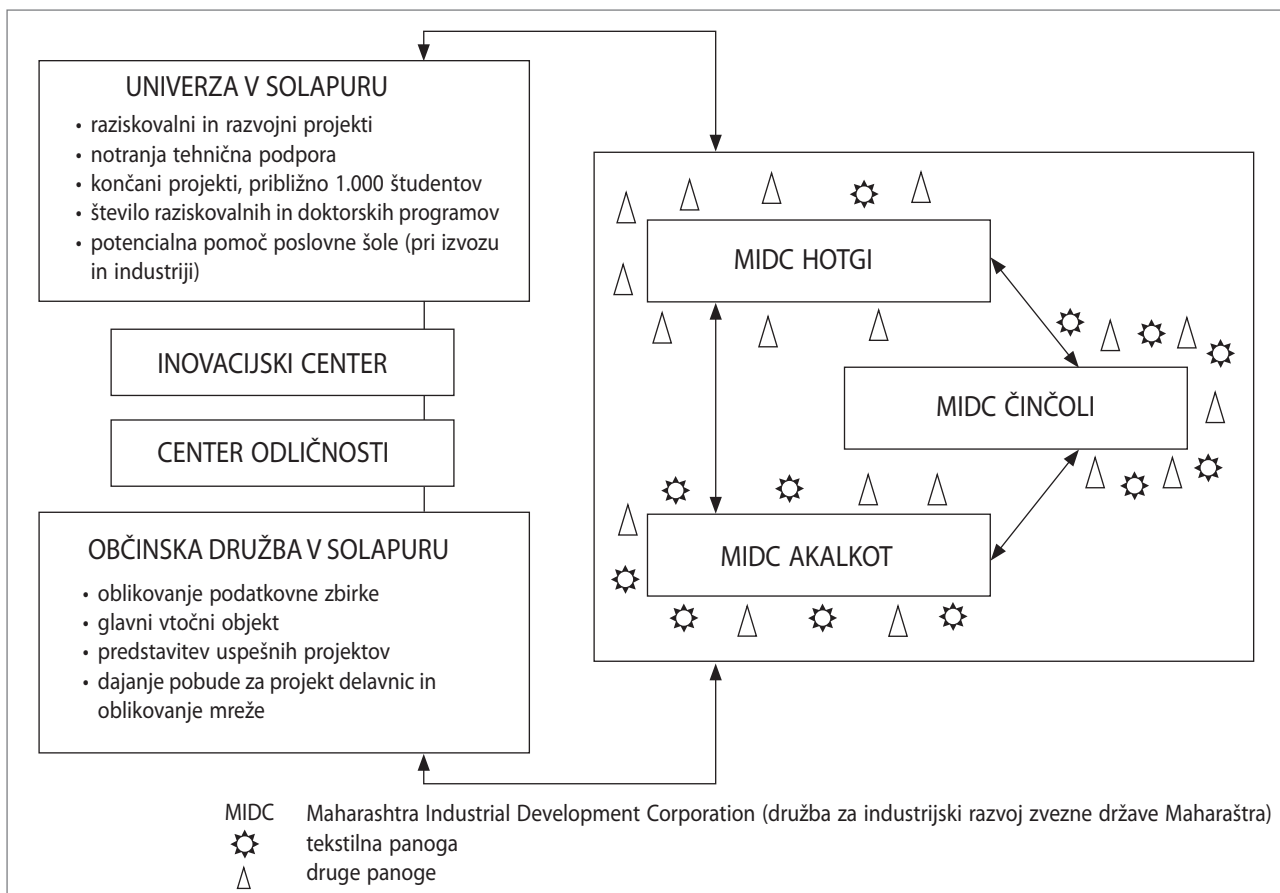 UNIVERZA V SOLAPURU
• raziskovalni in razvojni projekti
• notranja tehnična podpora
• končani projekti, približno 1.000 študentov
• število raziskovalnih in doktorskih programov
• potencialna pomoč poslovne šole (pri izvozu
in industriji)
INOVACIJSKI CENTER
CENTER ODLIČNOSTI
OBČINSKA DRUŽBA V SOLAPURU
• oblikovanje podatkovne zbirke
• glavni vtočni objekt
• predstavitev uspešnih projektov
• dajanje pobude za projekt delavnic in
oblikovanje mreže
MIDC HOTGI
MIDC ČINČOLI
MIDC AKALKOT
MIDC Maharashtra Industrial Development Corporation (družba za industrijski razvoj zvezne države Maharaštra)
tekstilna panoga
druge panoge